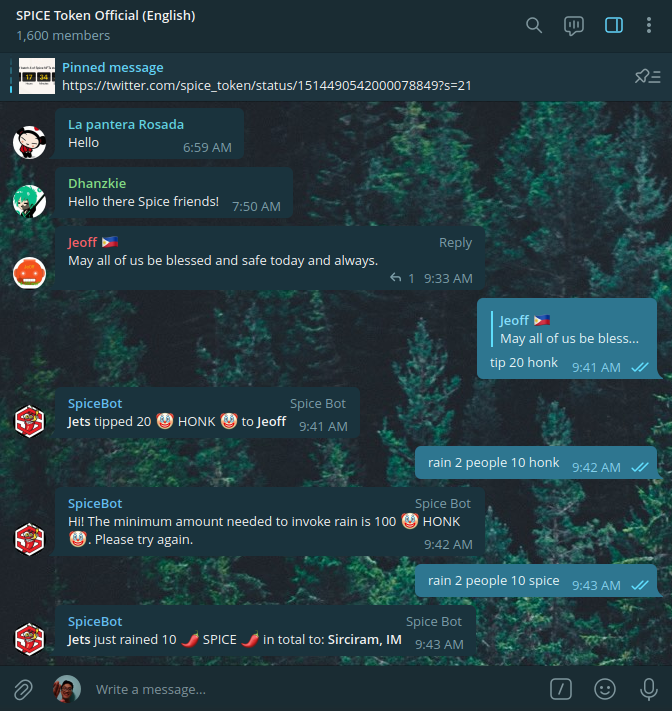 SPICE Token Official (English)
1,600 members
17 34
Pinned message
https://twitter.com/spice_token/status/1514490542000078849?s=21
La pantera Rosada
Hello 6:59 AM
Dhanzkie
Hello there Spice friends! 7:50 AM
Jeoff 🇵🇭 Reply
May all of us be blessed and safe today and always.
1 9:33 AM
Jeoff 🇵🇭
May all of us be bless...
tip 20 honk 9:41 AM
SpiceBot Spice Bot
Jets tipped 20 🤡 HONK 🤡 to Jeoff 9:41 AM
rain 2 people 10 honk 9:42 AM
SpiceBot Spice Bot
Hi! The minimum amount needed to invoke rain is 100 🤡 HONK
🤡. Please try again.
9:42 AM
rain 2 people 10 spice 9:43 AM
SpiceBot Spice Bot
Jets just rained 10 🌶️ SPICE 🌶️ in total to: Sirciram, IM 9:43 AM
Write a message...